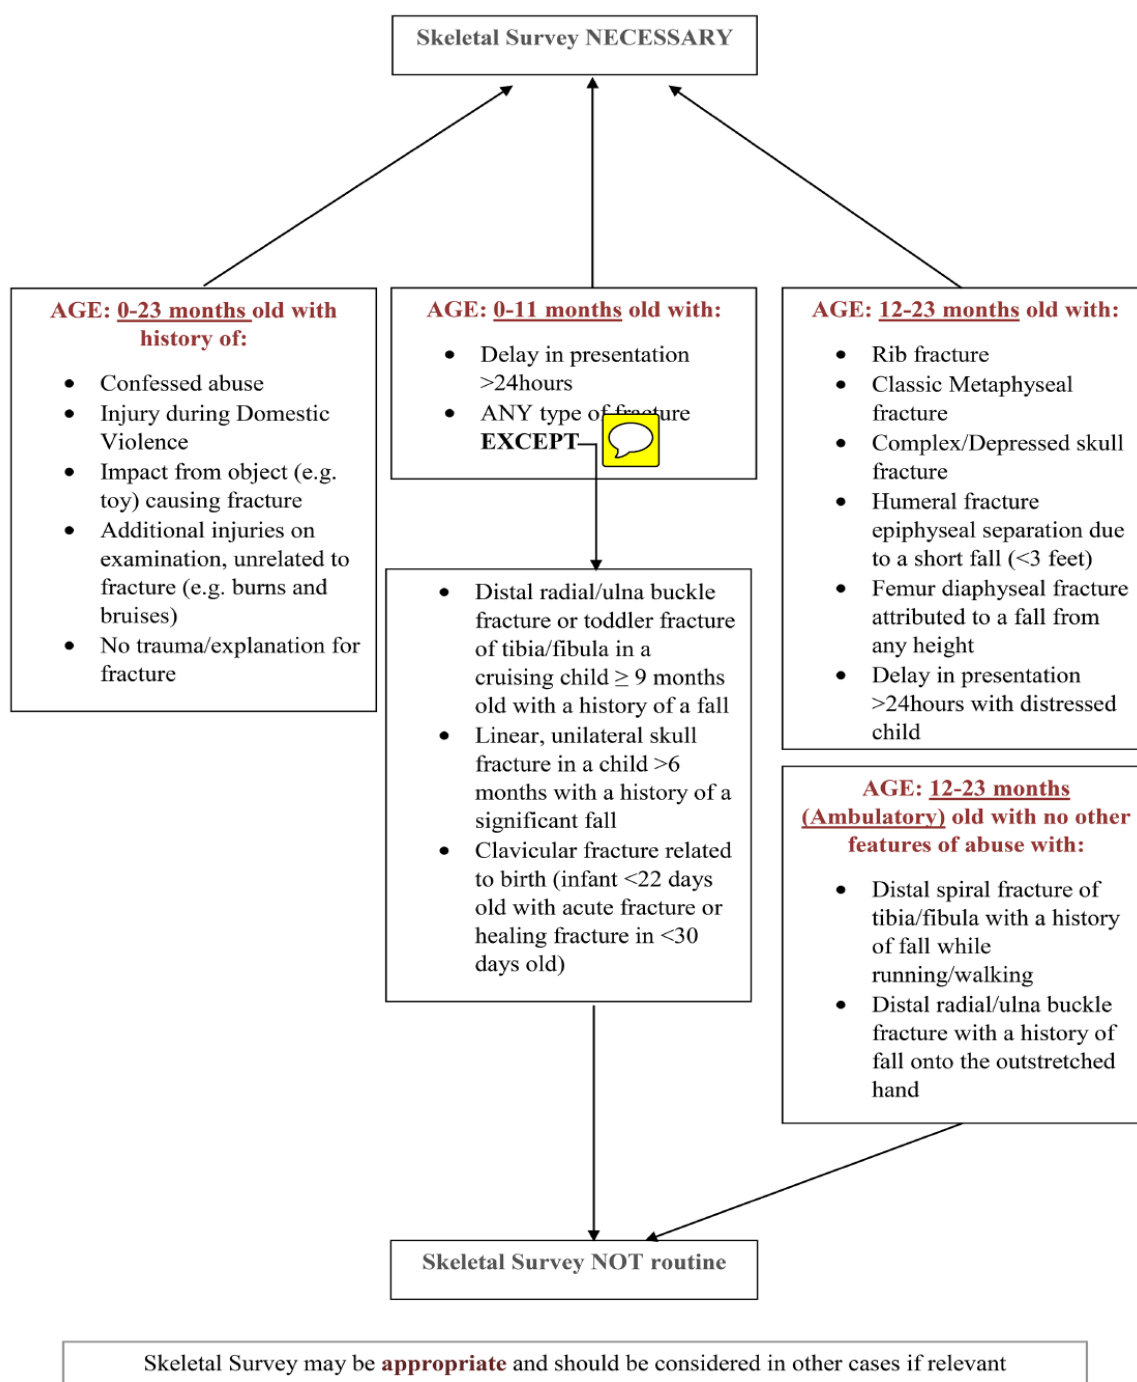 Skeletal Survey NECESSARY
AGE: 0-23 months old with
history of:
• Confessed abuse
• Injury during Domestic
Violence
• Impact from object (e.g.
toy) causing fracture
• Additional injuries on
examination, unrelated to
fracture (e.g. burns and
bruises)
• No trauma/explanation for
fracture
AGE: 0-11 months old with:
• Delay in presentation
>24hours
• ANY type of fracture
EXCEPT
• Distal radial/ulna buckle
fracture or toddler fracture
of tibia/fibula in a
cruising child ≥ 9 months
old with a history of a fall
• Linear, unilateral skull
fracture in a child >6
months with a history of a
significant fall
• Clavicular fracture related
to birth (infant <22 days
old with acute fracture or
healing fracture in <30
days old)
AGE: 12-23 months old with:
• Rib fracture
• Classic Metaphyseal
fracture
• Complex/Depressed skull
fracture
• Humeral fracture
epiphyseal separation due
to a short fall (<3 feet)
• Femur diaphyseal fracture
attributed to a fall from
any height
• Delay in presentation
>24hours with distressed
child
AGE: 12-23 months
(Ambulatory) old with no other
features of abuse with:
• Distal spiral fracture of
tibia/fibula with a history
of fall while
running/walking
• Distal radial/ulna buckle
fracture with a history of
fall onto the outstretched
hand
Skeletal Survey NOT routine
Skeletal Survey may be appropriate and should be considered in other cases if relevant